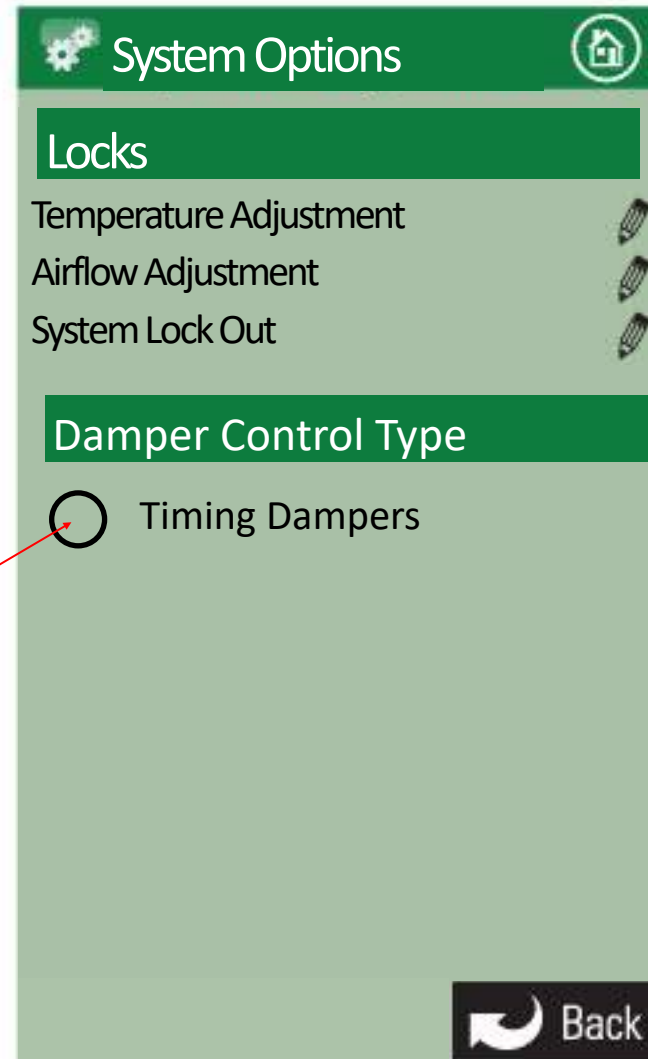 System Options
Locks
Temperature Adjustment
Airflow Adjustment
System Lock Out
Damper Control Type
Timing Dampers
Back